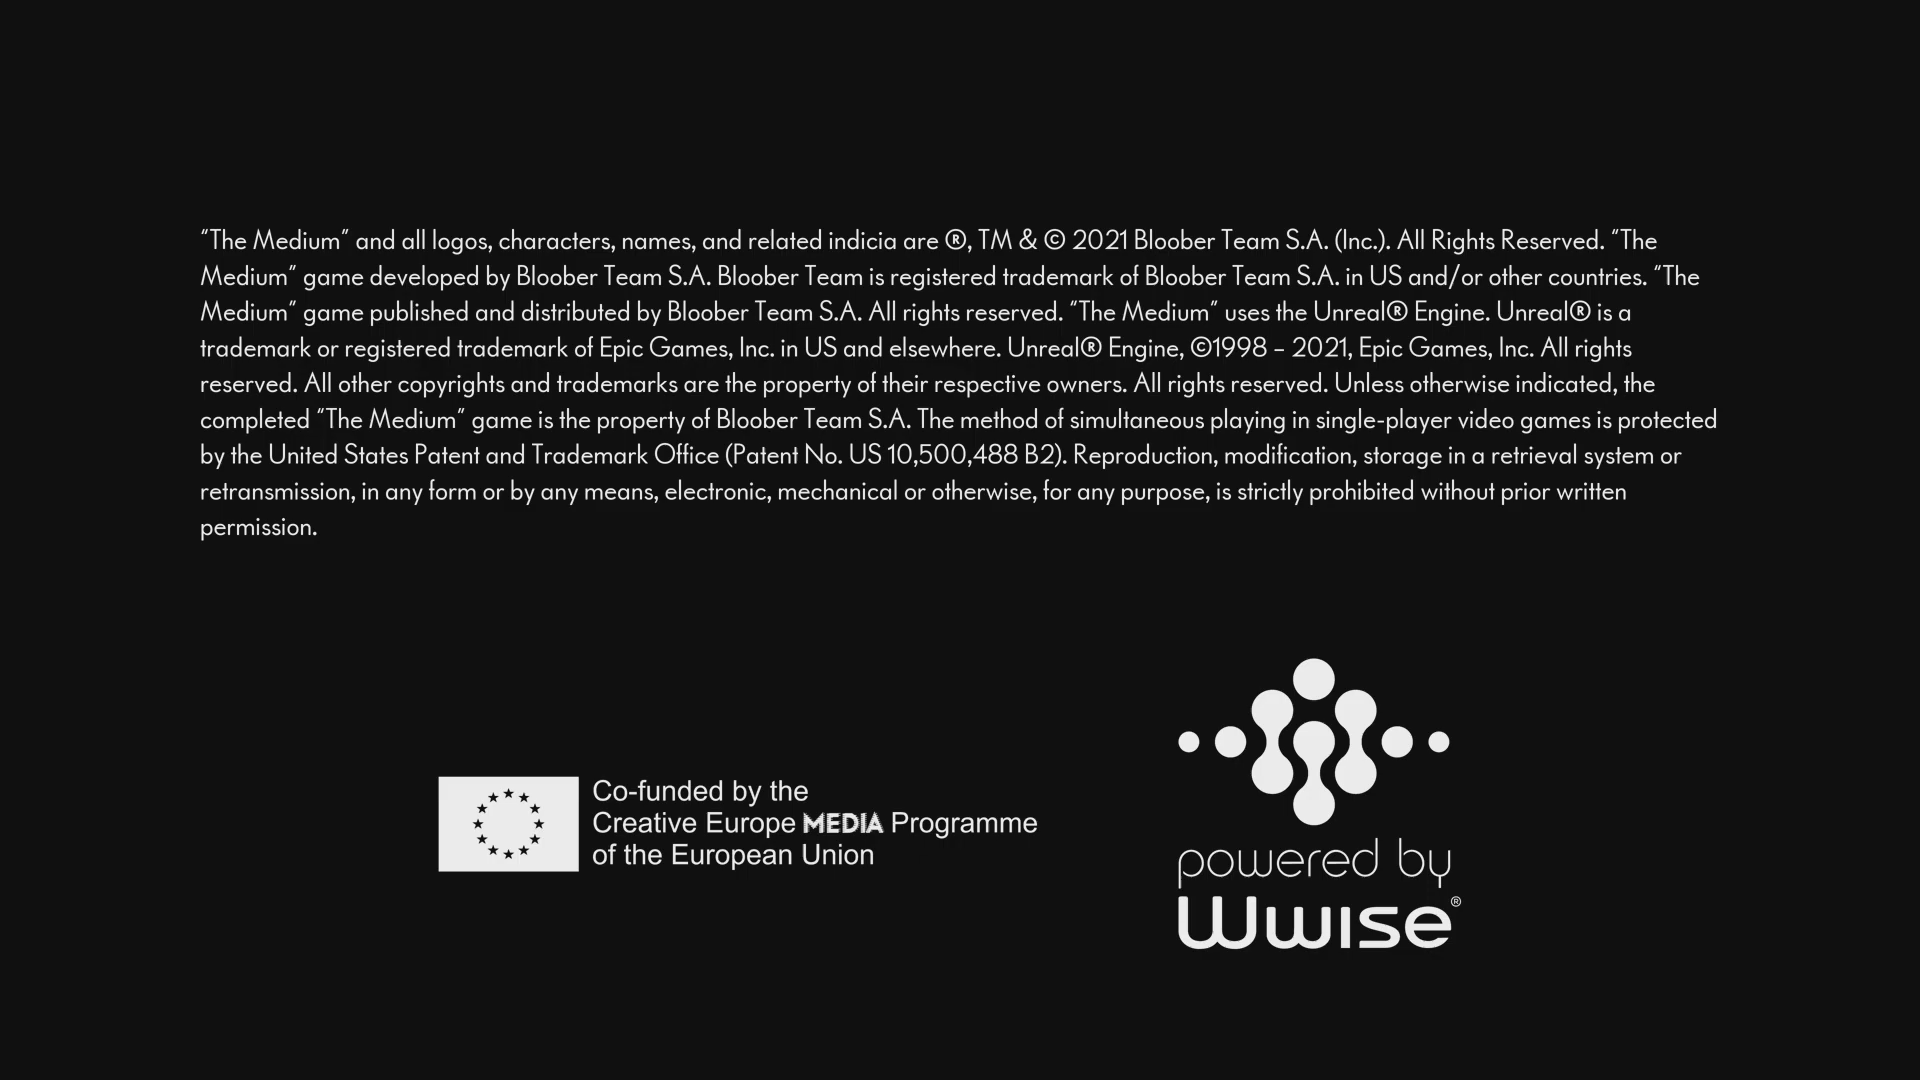 “The Medium” and all logos, characters, names, and related indicia are ®, TM & © 2021 Bloober Team S.A. (Inc.). All Rights Reserved. “The
Medium” game developed by Bloober Team S.A. Bloober Team is registered trademark of Bloober Team S.A. in US and/or other countries. “The
Medium” game published and distributed by Bloober Team S.A. All rights reserved. “The Medium” uses the Unreal® Engine. Unreal® is a
trademark or registered trademark of Epic Games, Inc. in US and elsewhere. Unreal® Engine, ©1998 – 2021, Epic Games, Inc. All rights
reserved. All other copyrights and trademarks are the property of their respective owners. All rights reserved. Unless otherwise indicated, the
completed “The Medium” game is the property of Bloober Team S.A. The method of simultaneous playing in single-player video games is protected
by the United States Patent and Trademark Office (Patent No. US 10,500,488 B2). Reproduction, modification, storage in a retrieval system or
retransmission, in any form or by any means, electronic, mechanical or otherwise, for any purpose, is strictly prohibited without prior written
permission.
Co-funded by the
Creative Europe MEDIA Programme
of the European Union
powered by
Wwise®